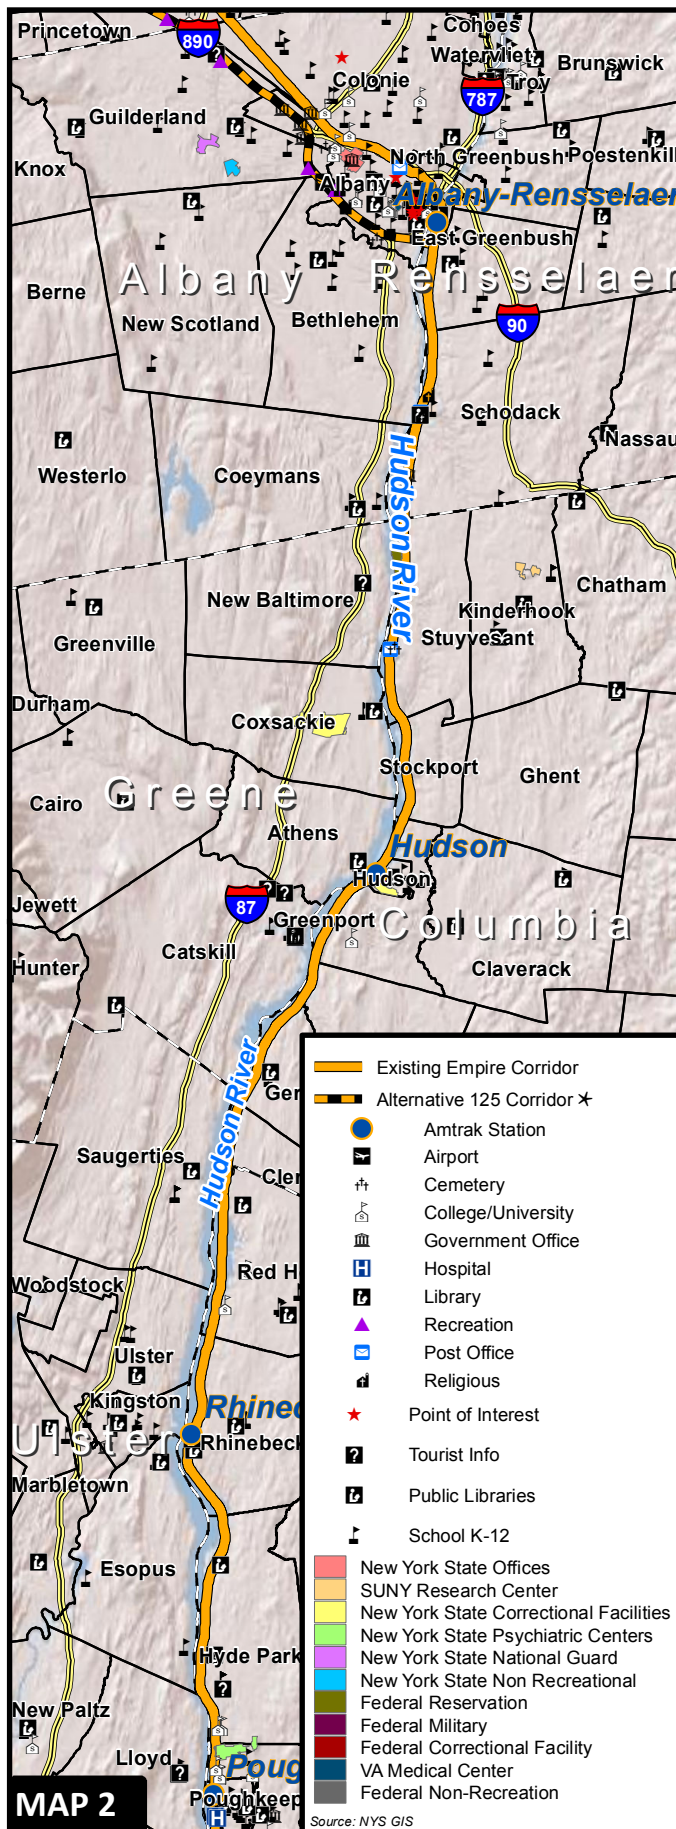 Princetown
890
Cohoes
Watervliet
Troy
Brunswick
Colonie
787
Guilderland
Knox
North Greenbush
Poestenkill
Albany
Albany-Rensselaer
East Greenbush
Albany
Rensselaer
Berne
New Scotland
Bethlehem
90
Schodack
Nassau
Westerlo
Coeymans
Hudson River
New Baltimore
Chatham
Kinderhook
Greenville
Stuyvesant
Durham
Coxsackie
Stockport
Ghent
Greene
Cairo
Athens
Hudson
Hudson
Jewett
87
Greenport
Columbia
Catskill
Hunter
Claverack
Hudson River
Ger
Saugerties
Cler
Red H
Woodstock
Ulster
Kingston
Rhinec
Ulster
Rhinebeck
Marbletown
Esopus
Hyde Park
New Paltz
Lloyd
Poug
Poughkeep
MAP 2
Existing Empire Corridor
Alternative 125 Corridor
Amtrak Station
Airport
Cemetery
College/University
Government Office
Hospital
Library
Recreation
Post Office
Religious
Point of Interest
Tourist Info
Public Libraries
School K-12
New York State Offices
SUNY Research Center
New York State Correctional Facilities
New York State Psychiatric Centers
New York State National Guard
New York State Non Recreational
Federal Reservation
Federal Military
Federal Correctional Facility
VA Medical Center
Federal Non-Recreation
Source: NYS GIS